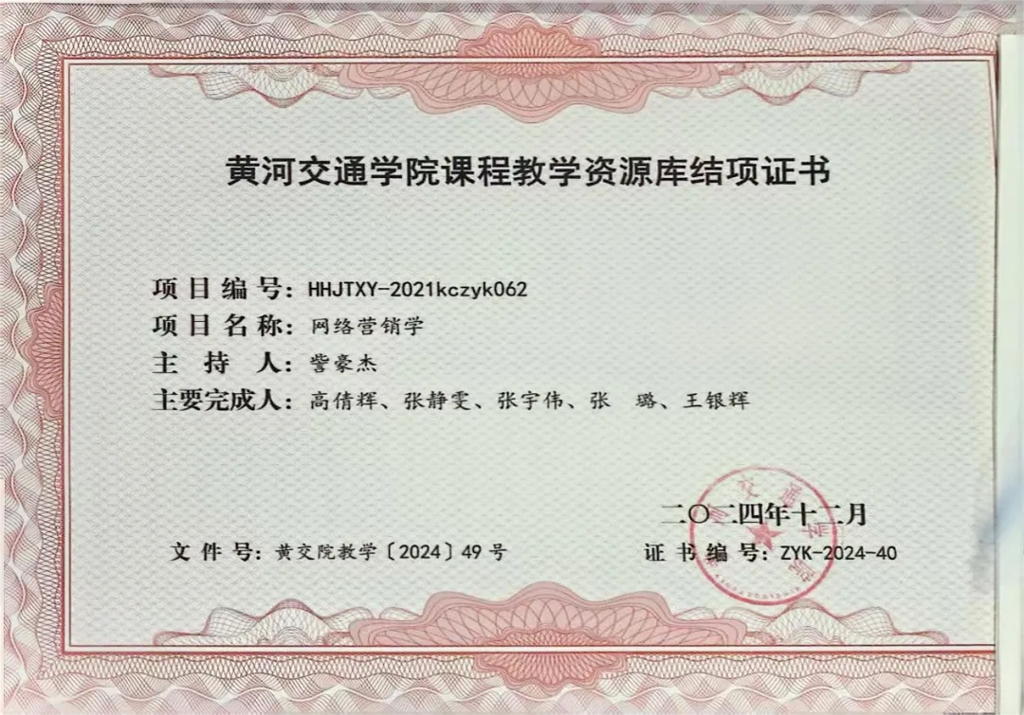 黄河交通学院课程教学资源库结项证书
项目编号：HHJTXY-2021kczyk062
项目名称：网络营销学
主持人：訾豪杰
主要完成人：高倩辉、张静雯、张宇伟、张 璐、王银辉
二〇二四年十二月
文件号：黄交院教学〔2024〕49号
证书编号：ZYK-2024-40